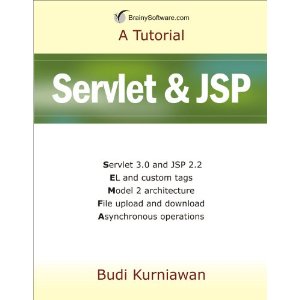 BrainySoftware.com
A Tutorial
Servlet & JSP
Servlet 3.0 and JSP 2.2
EL and custom tags
Model 2 architecture
File upload and download
Asynchronous operations
Budi Kurniawan